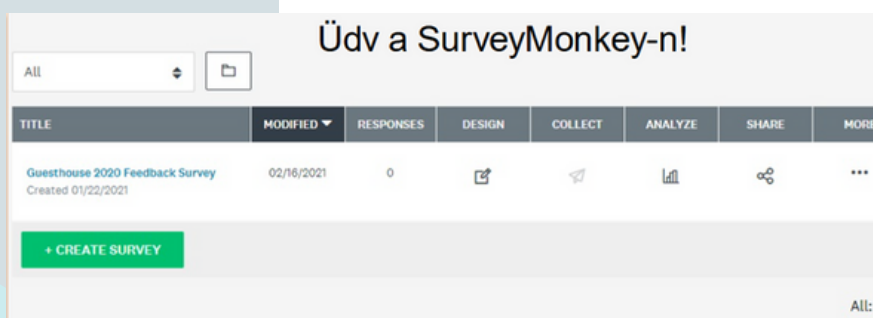 Üdv a SurveyMonkey-n!
All
TITLE MODIFIED RESPONSES DESIGN COLLECT ANALYZE SHARE MORE
Guesthouse 2020 Feedback Survey 02/16/2021 0
Created 01/22/2021
+ CREATE SURVEY
All: